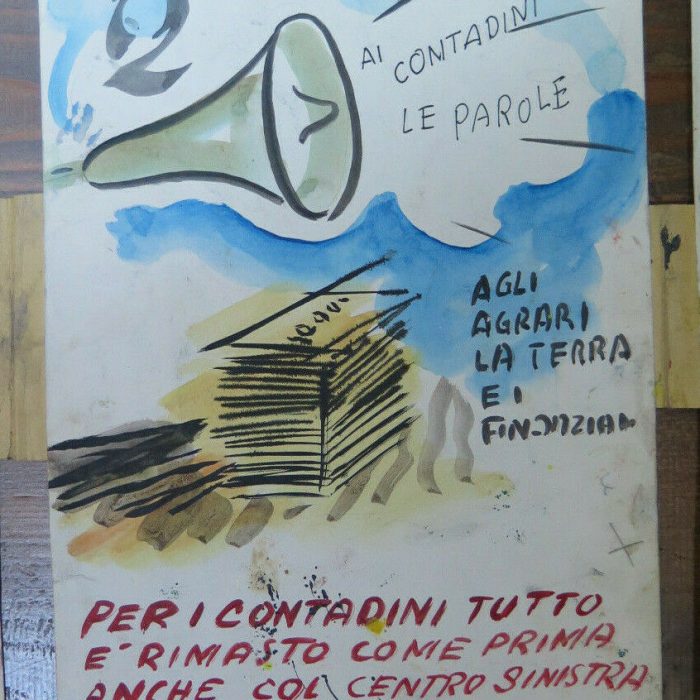 2
AI
CONTADINI
LE PAROLE
AGLI
AGRARI
LA TERRA
E I
PER I CONTADINI TUTTO
E' RIMASTO COME PRIMA
ANCHE COL CENTRO SINISTRA